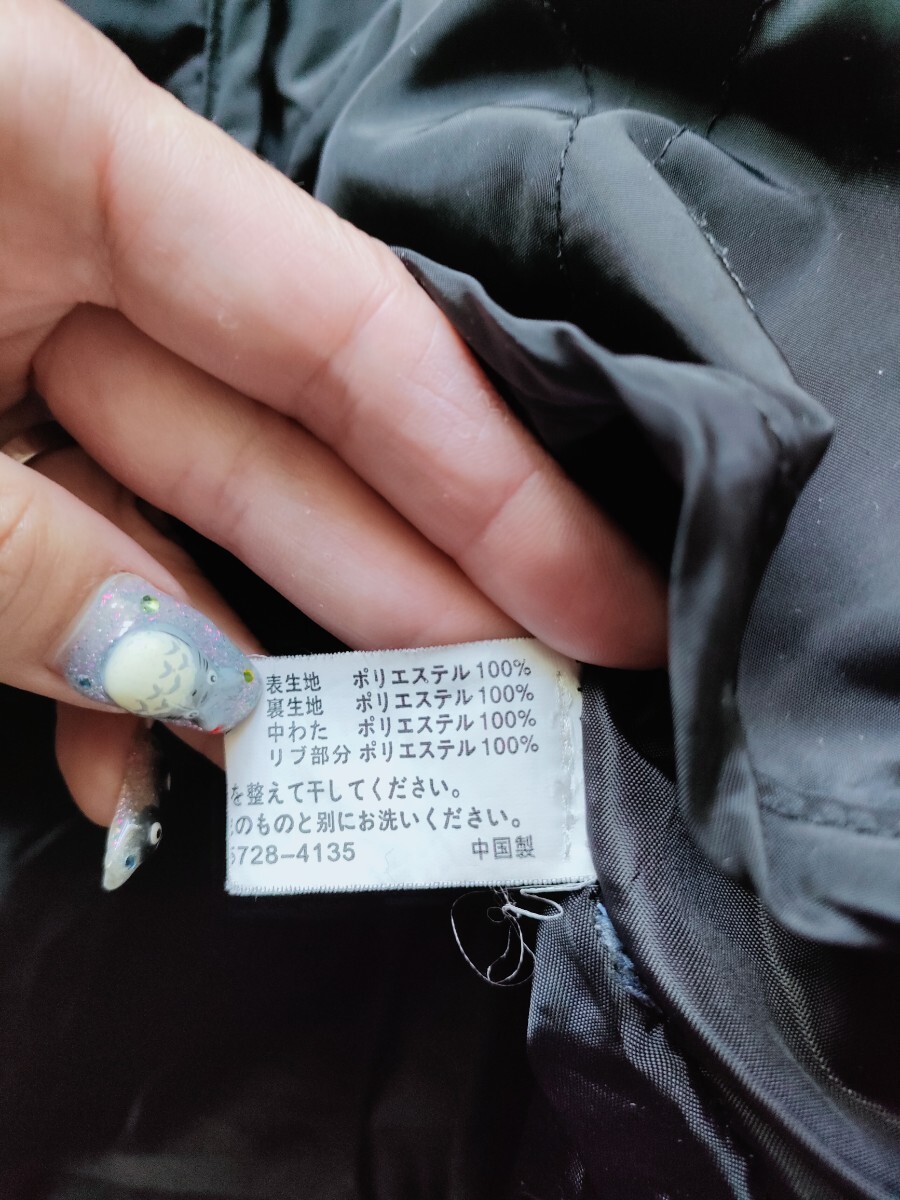 表生地 ポリエステル100%
裏生地 ポリエステル100%
中わた ポリエステル100%
リブ部分 ポリエステル100%
を整えて干してください。
のものと別にお洗いください。
6728-4135 中国製